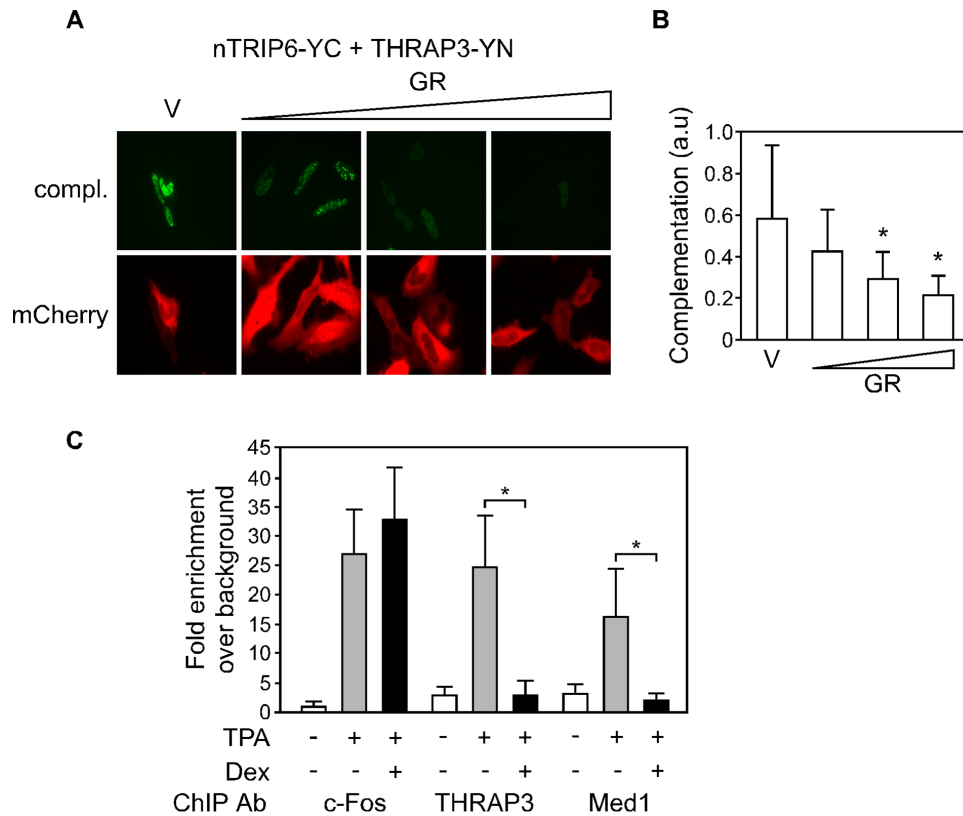 A
nTRIP6-YC + THRAP3-YN
GR
V
compl.
mCherry
B
Complementation (a.u)
1.0
0.8
0.6
0.4
0.2
0
* *
V
GR
C
Fold enrichment
over background
45
40
35
30
25
20
15
10
5
0
* *
TPA - + + - + + - + +
Dex - - + - - + - - +
ChIP Ab c-Fos THRAP3 Med1